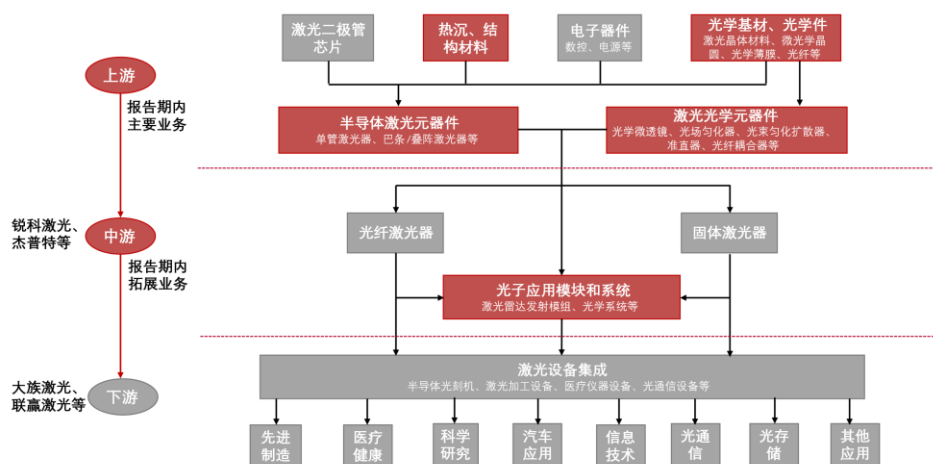 激光二极管
芯片
热沉、结
构材料
电子器件
数控、电源等
光学基材、光学件
激光晶体材料、微光学晶
圆、光学薄膜、光纤等
上游
报告期内
主要业务
半导体激光元器件
单管激光器、巴条/叠阵激光器等
激光光学元器件
光学微透镜、光场匀化器、光束匀化扩散器、
准直器、光纤耦合器等
锐科激光、
杰普特等
中游
光纤激光器
固体激光器
报告期内
拓展业务
光子应用模块和系统
激光雷达发射模组、光学系统等
大族激光、
联赢激光等
下游
激光设备集成
半导体光刻机、激光加工设备、医疗仪器设备、光通信设备等
先进
制造
医疗
健康
科学
研究
汽车
应用
信息
技术
光通
信
光存
储
其他
应用